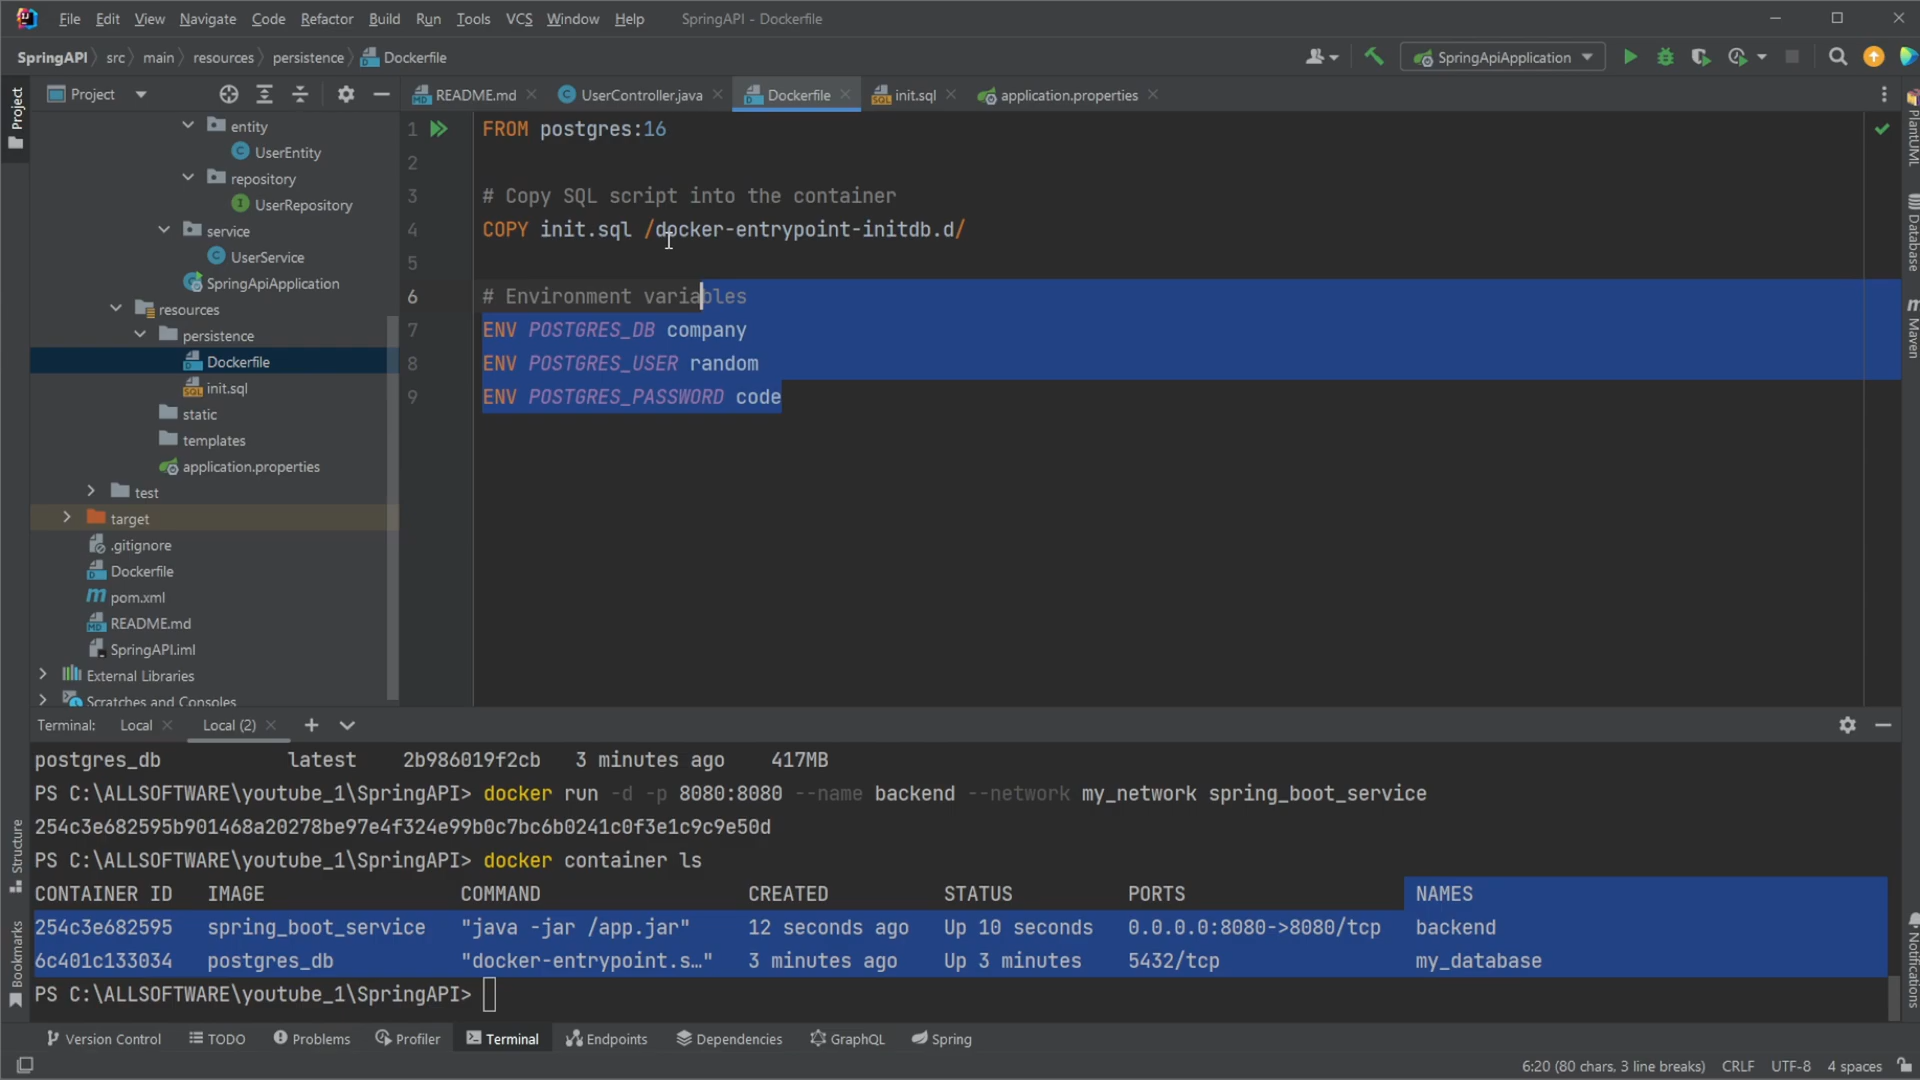 File Edit View Navigate Code Refactor Build Run Tools VCS Window Help SpringAPI - Dockerfile
SpringAPI src main resources persistence Dockerfile SpringApiApplication
Project
Project README.md UserController.java Dockerfile init.sql application.properties
entity
UserEntity
repository
UserRepository
service
UserService
SpringApiApplication
resources
persistence
Dockerfile
init.sql
static
templates
application.properties
test
target
.gitignore
Dockerfile
pom.xml
README.md
SpringAPI.iml
External Libraries
Scratches and Consoles
1 FROM postgres:16
2
3 # Copy SQL script into the container
4 COPY init.sql /docker-entrypoint-initdb.d/
5
6 # Environment variables
7 ENV POSTGRES_DB company
8 ENV POSTGRES_USER random
9 ENV POSTGRES_PASSWORD code
PlantUML
Database
Maven
Notifications
Structure
Bookmarks
Terminal: Local Local (2)
postgres_db latest 2b986019f2cb 3 minutes ago 417MB
PS C:\ALLSOFTWARE\youtube_1\SpringAPI> docker run -d -p 8080:8080 --name backend --network my_network spring_boot_service
254c3e682595b901468a20278be97e4f324e99b0c7bc6b0241c0f3e1c9c9e50d
PS C:\ALLSOFTWARE\youtube_1\SpringAPI> docker container ls
CONTAINER ID IMAGE COMMAND CREATED STATUS PORTS NAMES
254c3e682595 spring_boot_service "java -jar /app.jar" 12 seconds ago Up 10 seconds 0.0.0.0:8080->8080/tcp backend
6c401c133034 postgres_db "docker-entrypoint.s…" 3 minutes ago Up 3 minutes 5432/tcp my_database
PS C:\ALLSOFTWARE\youtube_1\SpringAPI>
Version Control TODO Problems Profiler Terminal Endpoints Dependencies GraphQL Spring
6:20 (80 chars, 3 line breaks) CRLF UTF-8 4 spaces